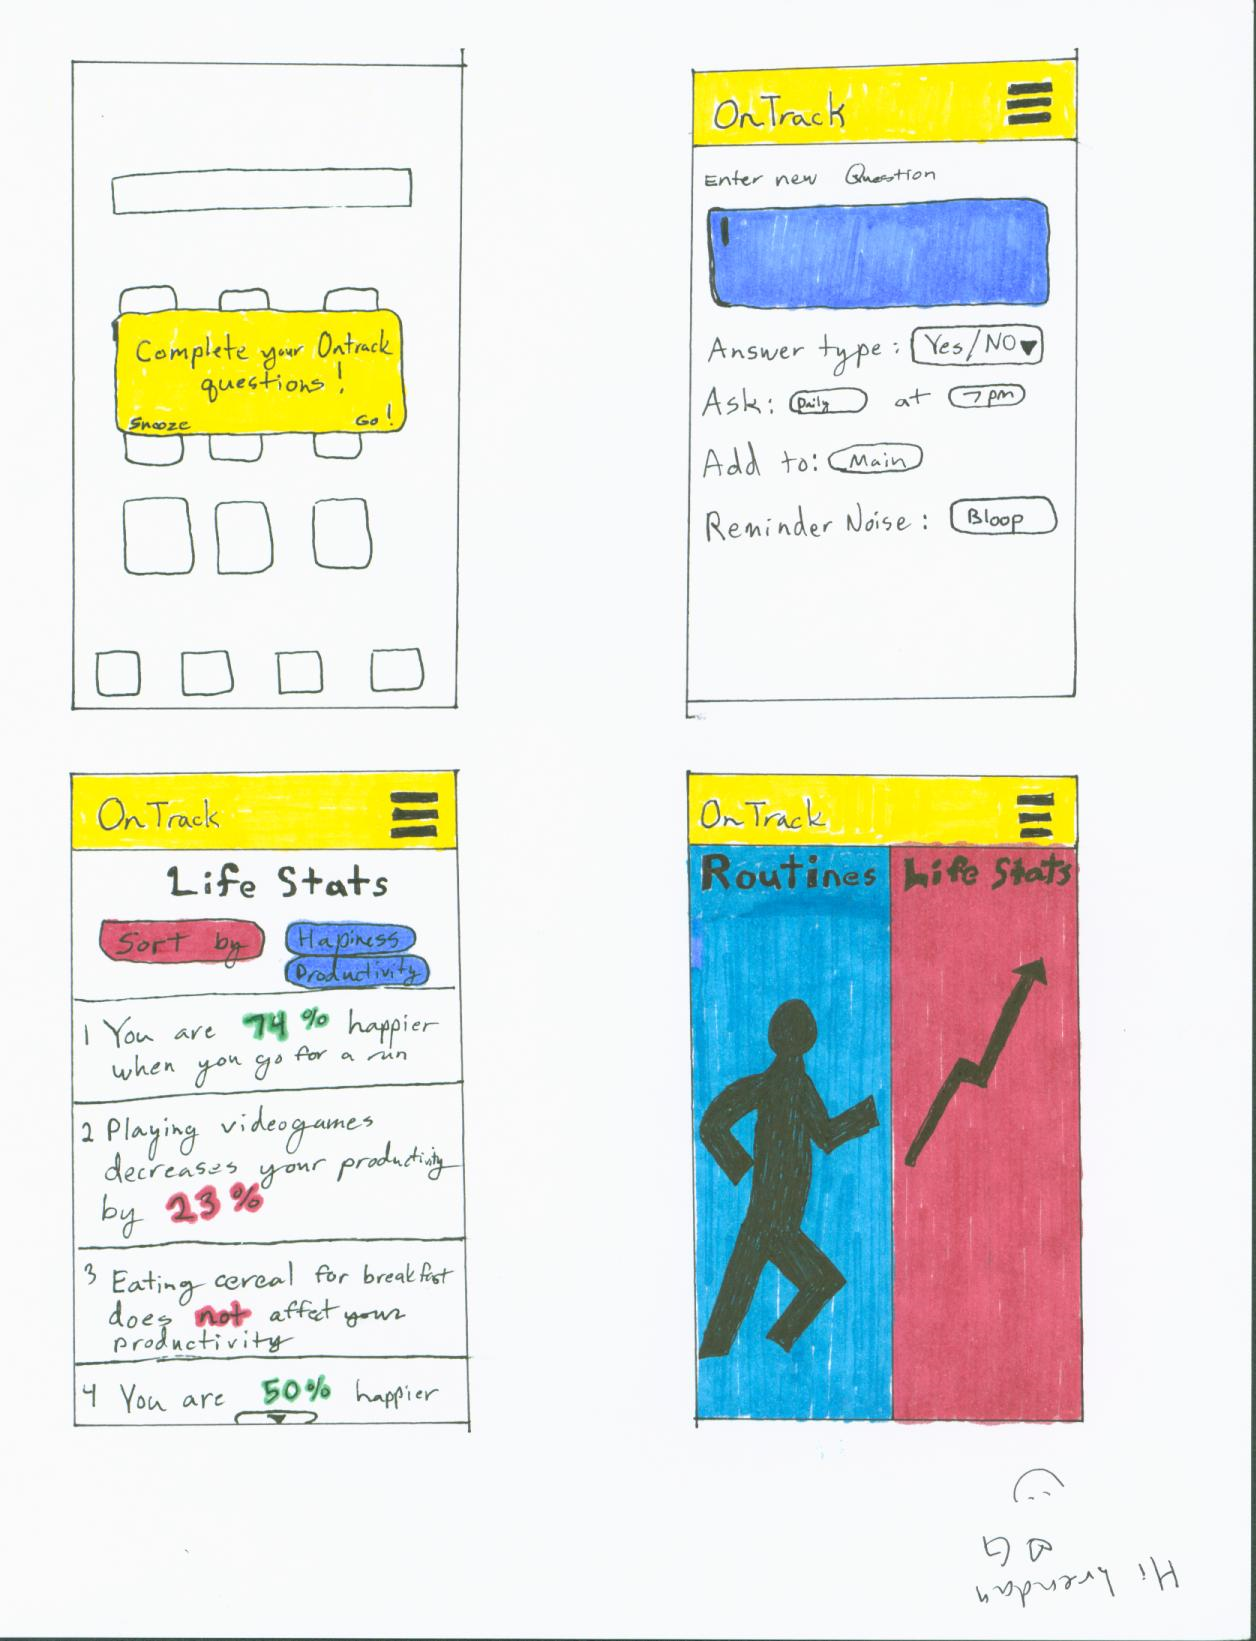 Complete your Ontrack
questions!
Snooze Go!
OnTrack
Enter new Question
Answer type: Yes/NO
Ask: Daily at 7pm
Add to: Main
Reminder Noise: Bloop
OnTrack
Life Stats
Sort by
Hapiness
Productivity
1 You are 74% happier
when you go for a run
2 Playing videogames
decreases your productivity
by 23%
3 Eating cereal for breakfast
does not affect your
productivity
4 You are 50% happier
OnTrack
Routines
Life Stats
Hi brendan